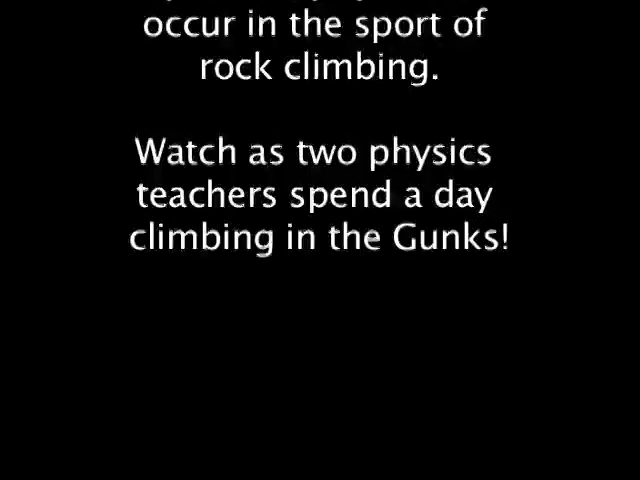 occur in the sport of
rock climbing.
Watch as two physics
teachers spend a day
climbing in the Gunks!